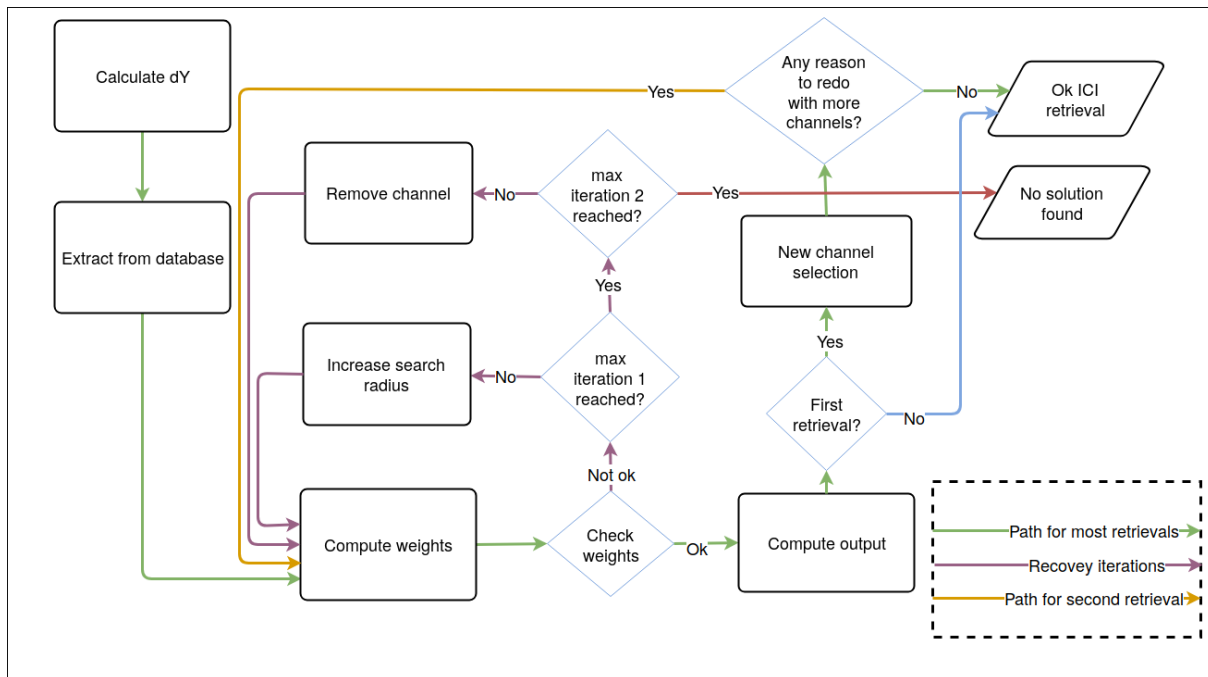 Calculate dY
Extract from database
Any reason
to redo
with more
channels?
Yes
No
Ok ICI
retrieval
Remove channel
No
max
iteration 2
reached?
Yes
No solution
found
New channel
selection
Yes
Increase search
radius
No
max
iteration 1
reached?
Yes
First
retrieval?
No
Not ok
Compute weights
Check
weights
Ok
Compute output
Path for most retrievals
Recovey iterations
Path for second retrieval